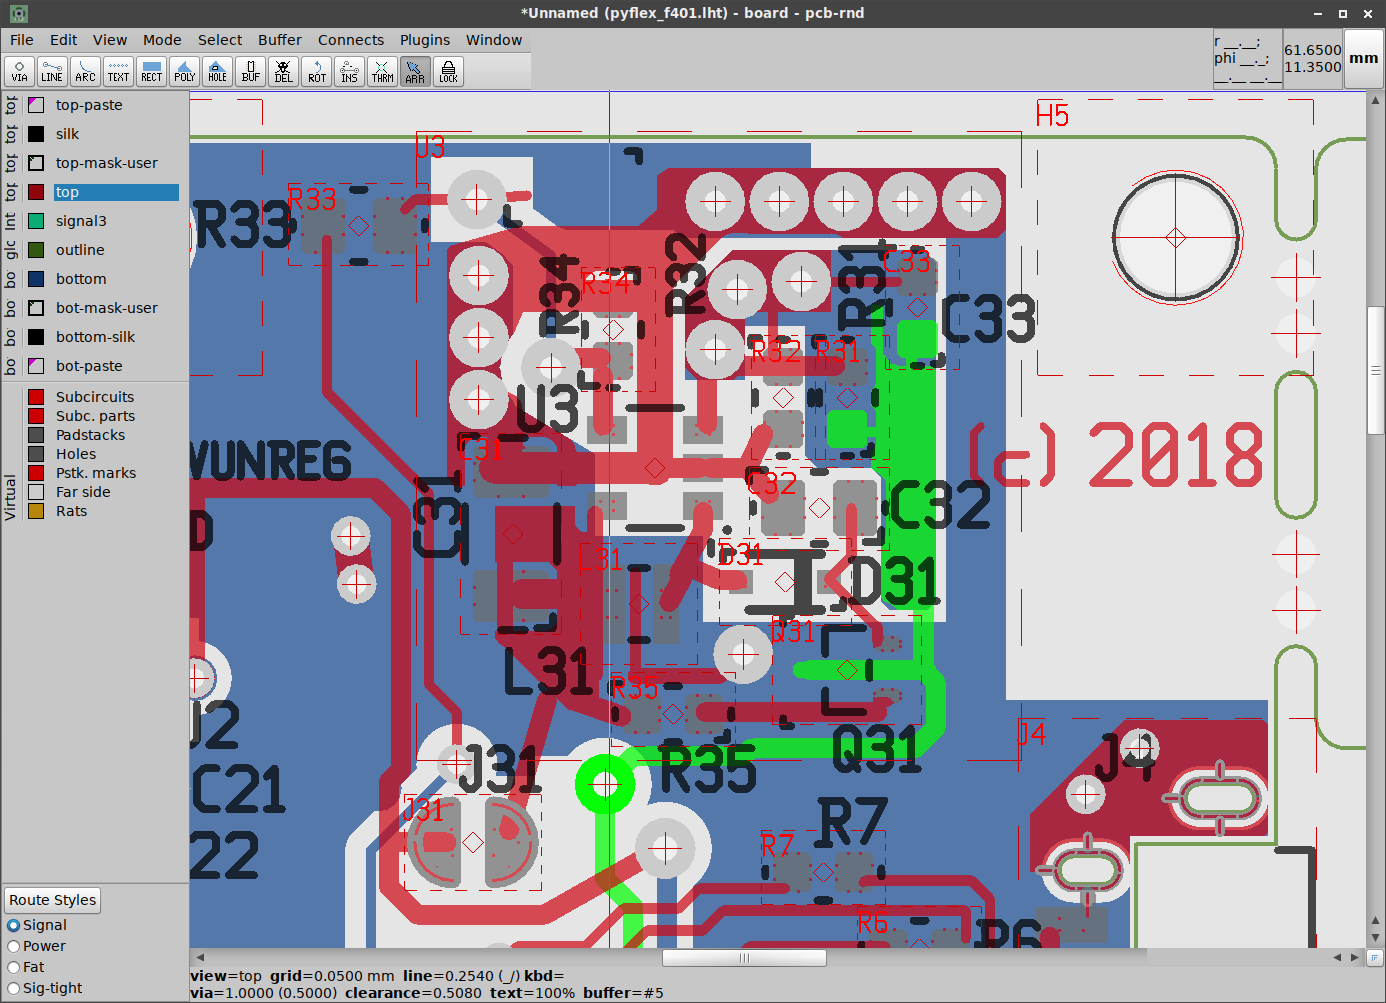 *Unnamed (pyflex_f401.lht) - board - pcb-rnd
File Edit View Mode Select Buffer Connects Plugins Window
r __.__;
phi __._;
__.__ __.__
61.6500
11.3500
mm
VIA LINE ARC TEXT RECT POLY HOLE BUF DEL ROT INS THRM ARR LOCK
top top-paste
top silk
top top-mask-user
top top
Int signal3
glc outline
bo bottom
bo bot-mask-user
bo bottom-silk
bo bot-paste
Virtual
Subcircuits
Subc. parts
Padstacks
Holes
Pstk. marks
Far side
Rats
Route Styles
Signal
Power
Fat
Sig-tight
H5
U3
R33
R33
R34
R34
R32
R31
C33
C33
R32
R31
U3
C31
C31
VUNREG
(c) 2018
C32
C32
D31
D31
L31
L31
Q31
Q31
R35
R35
J31
J31
J2
C21
22
J4
J4
R7
R7
R6
R6
view=top grid=0.0500 mm line=0.2540 (_/) kbd=
via=1.0000 (0.5000) clearance=0.5080 text=100% buffer=#5